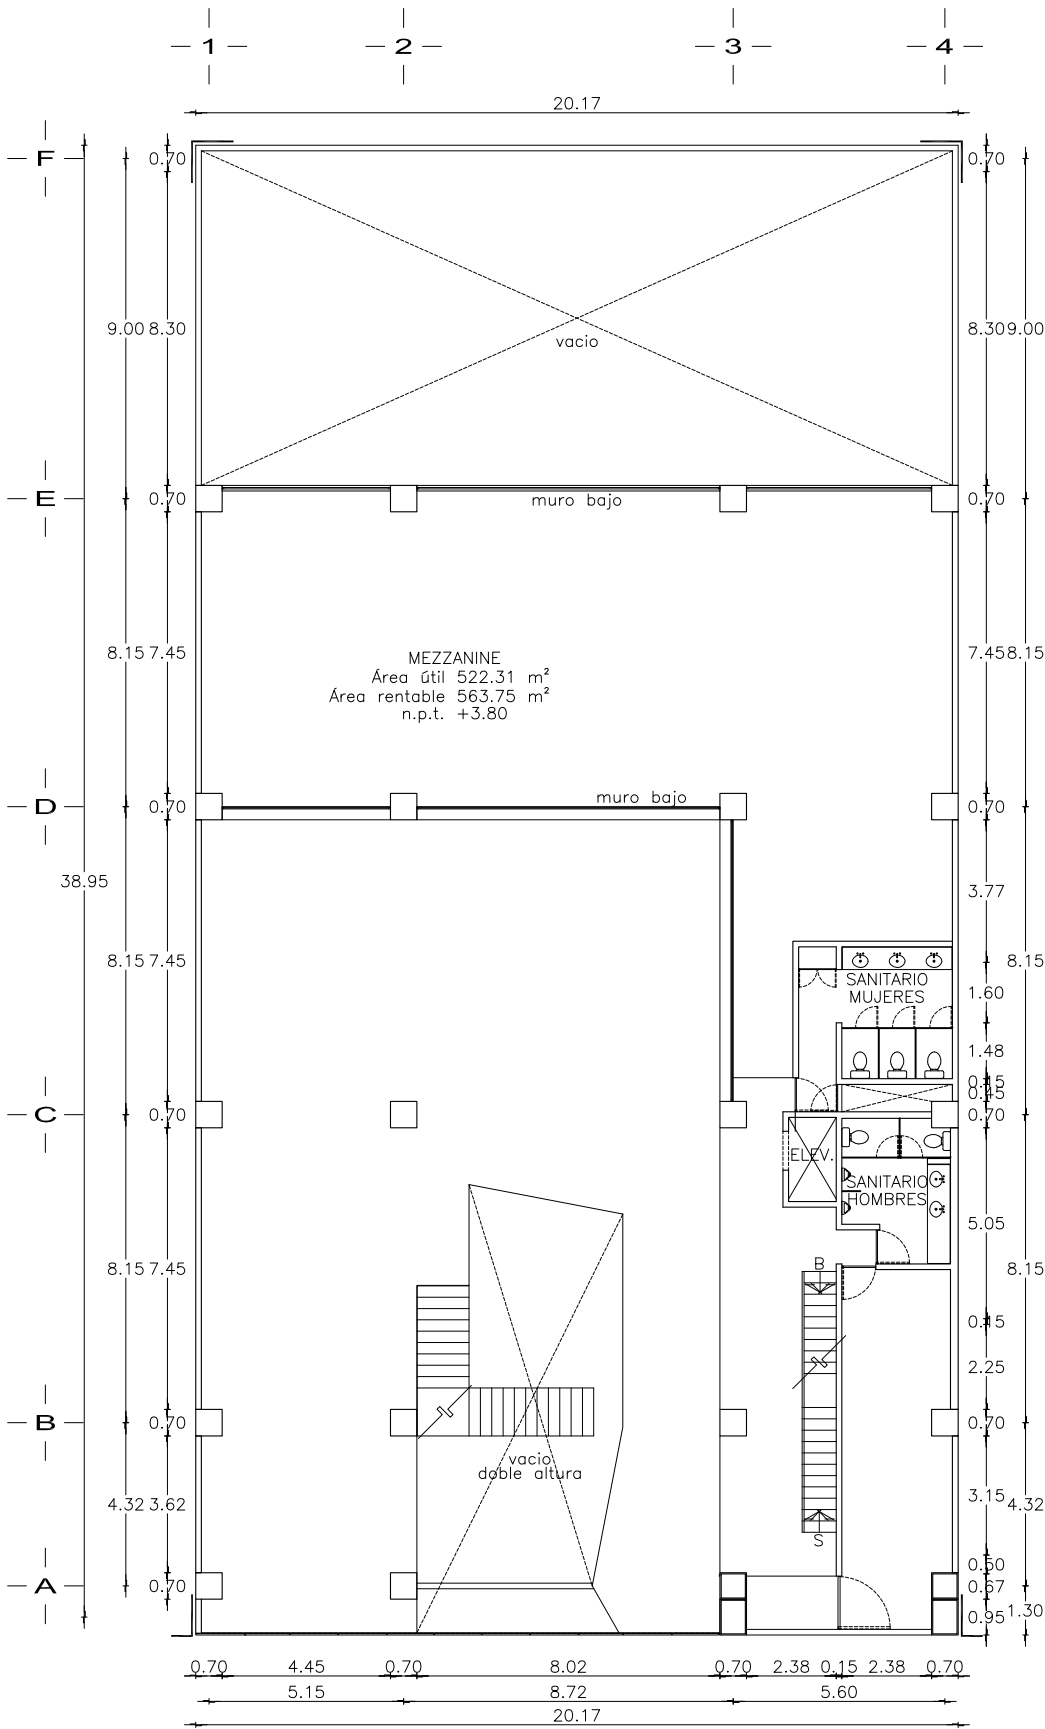 1 2 3 4
20.17
F 0.70 0.70
9.00 8.30 8.30 9.00
vacio
E 0.70 0.70
muro bajo
8.15 7.45 7.45 8.15
MEZZANINE
Área útil 522.31 m²
Área rentable 563.75 m²
n.p.t. +3.80
muro bajo
D 0.70 0.70
38.95
3.77
8.15 7.45 8.15
SANITARIO
MUJERES
1.60
1.48
0.15
0.45
C 0.70 0.70
ELEV.
SANITARIO
HOMBRES
5.05
8.15 7.45 8.15
B
0.15
2.25
B 0.70 0.70
vacio
doble altura
4.32 3.62 3.15 4.32
S
0.50
A 0.70 0.67
0.95 1.30
0.70 4.45 0.70 8.02 0.70 2.38 0.15 2.38 0.70
5.15 8.72 5.60
20.17